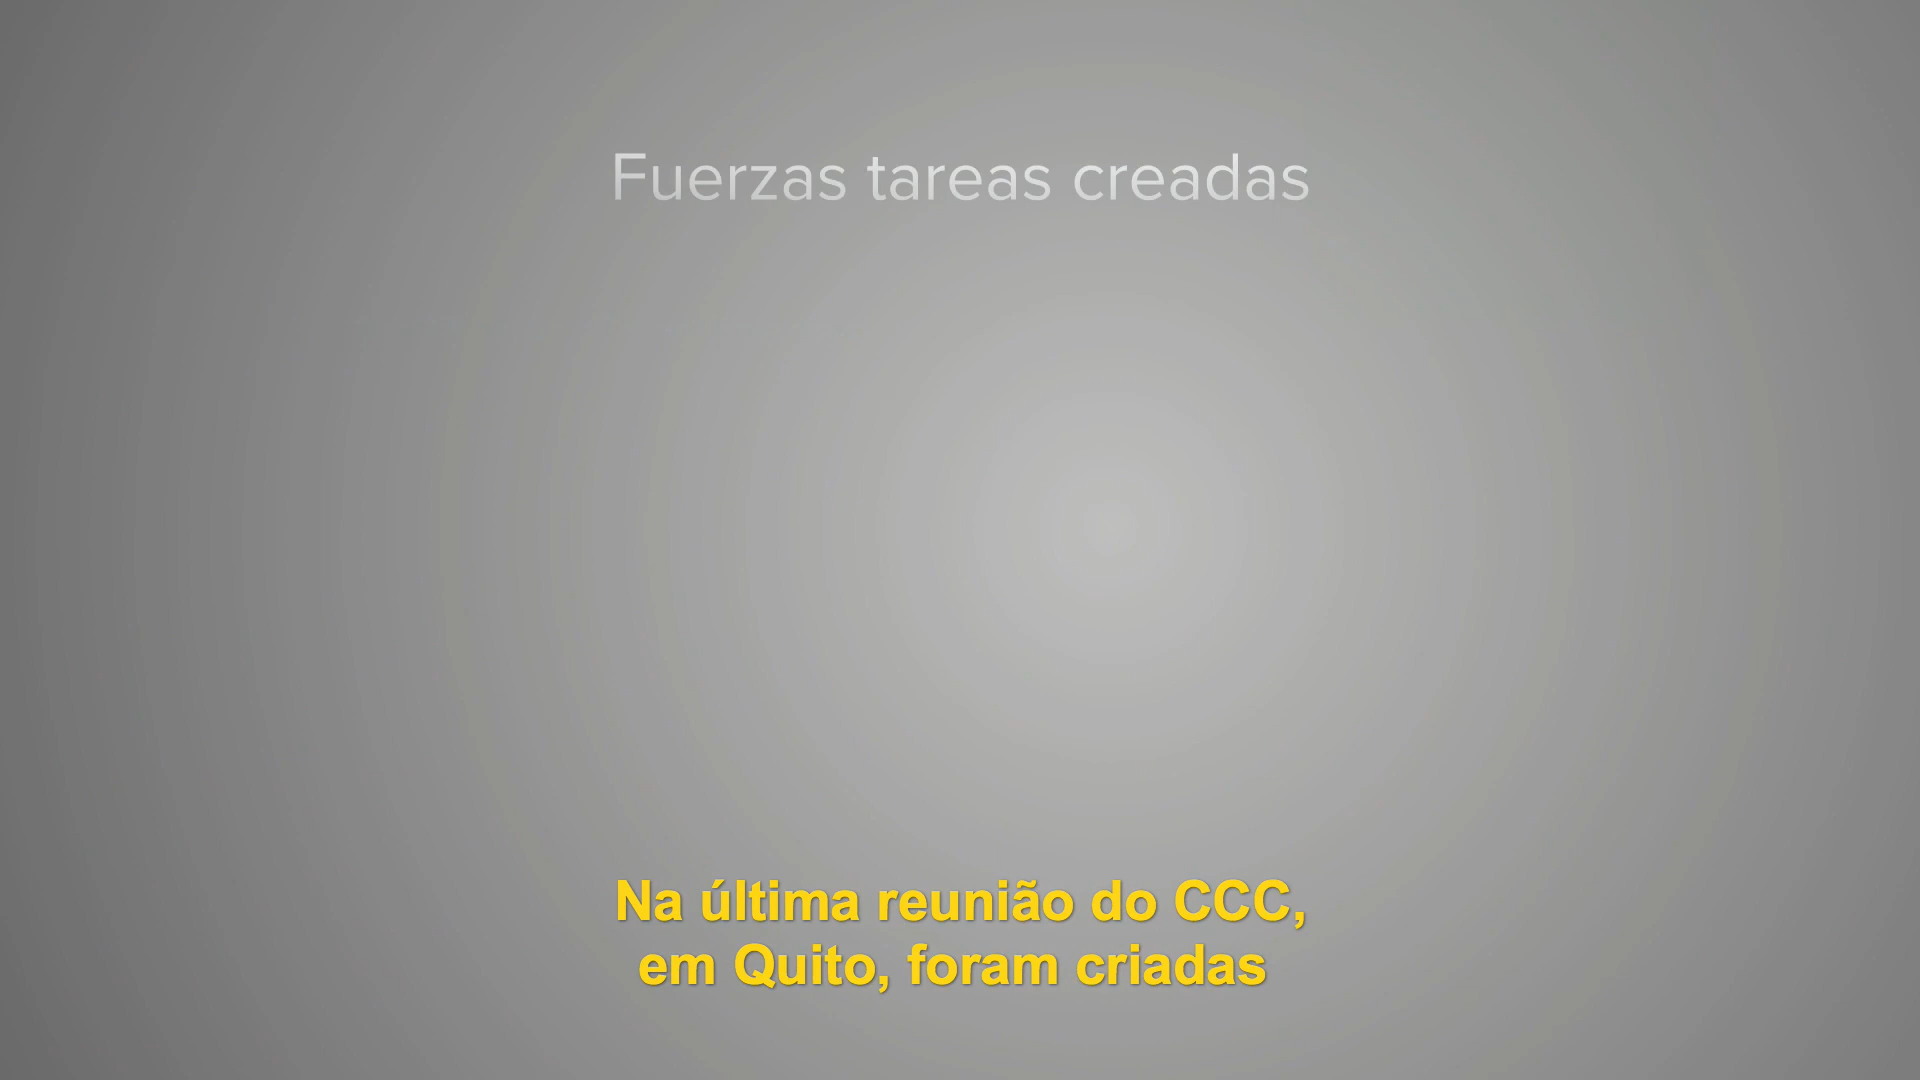 Fuerzas tareas creadas
Na última reunião do CCC,
em Quito, foram criadas